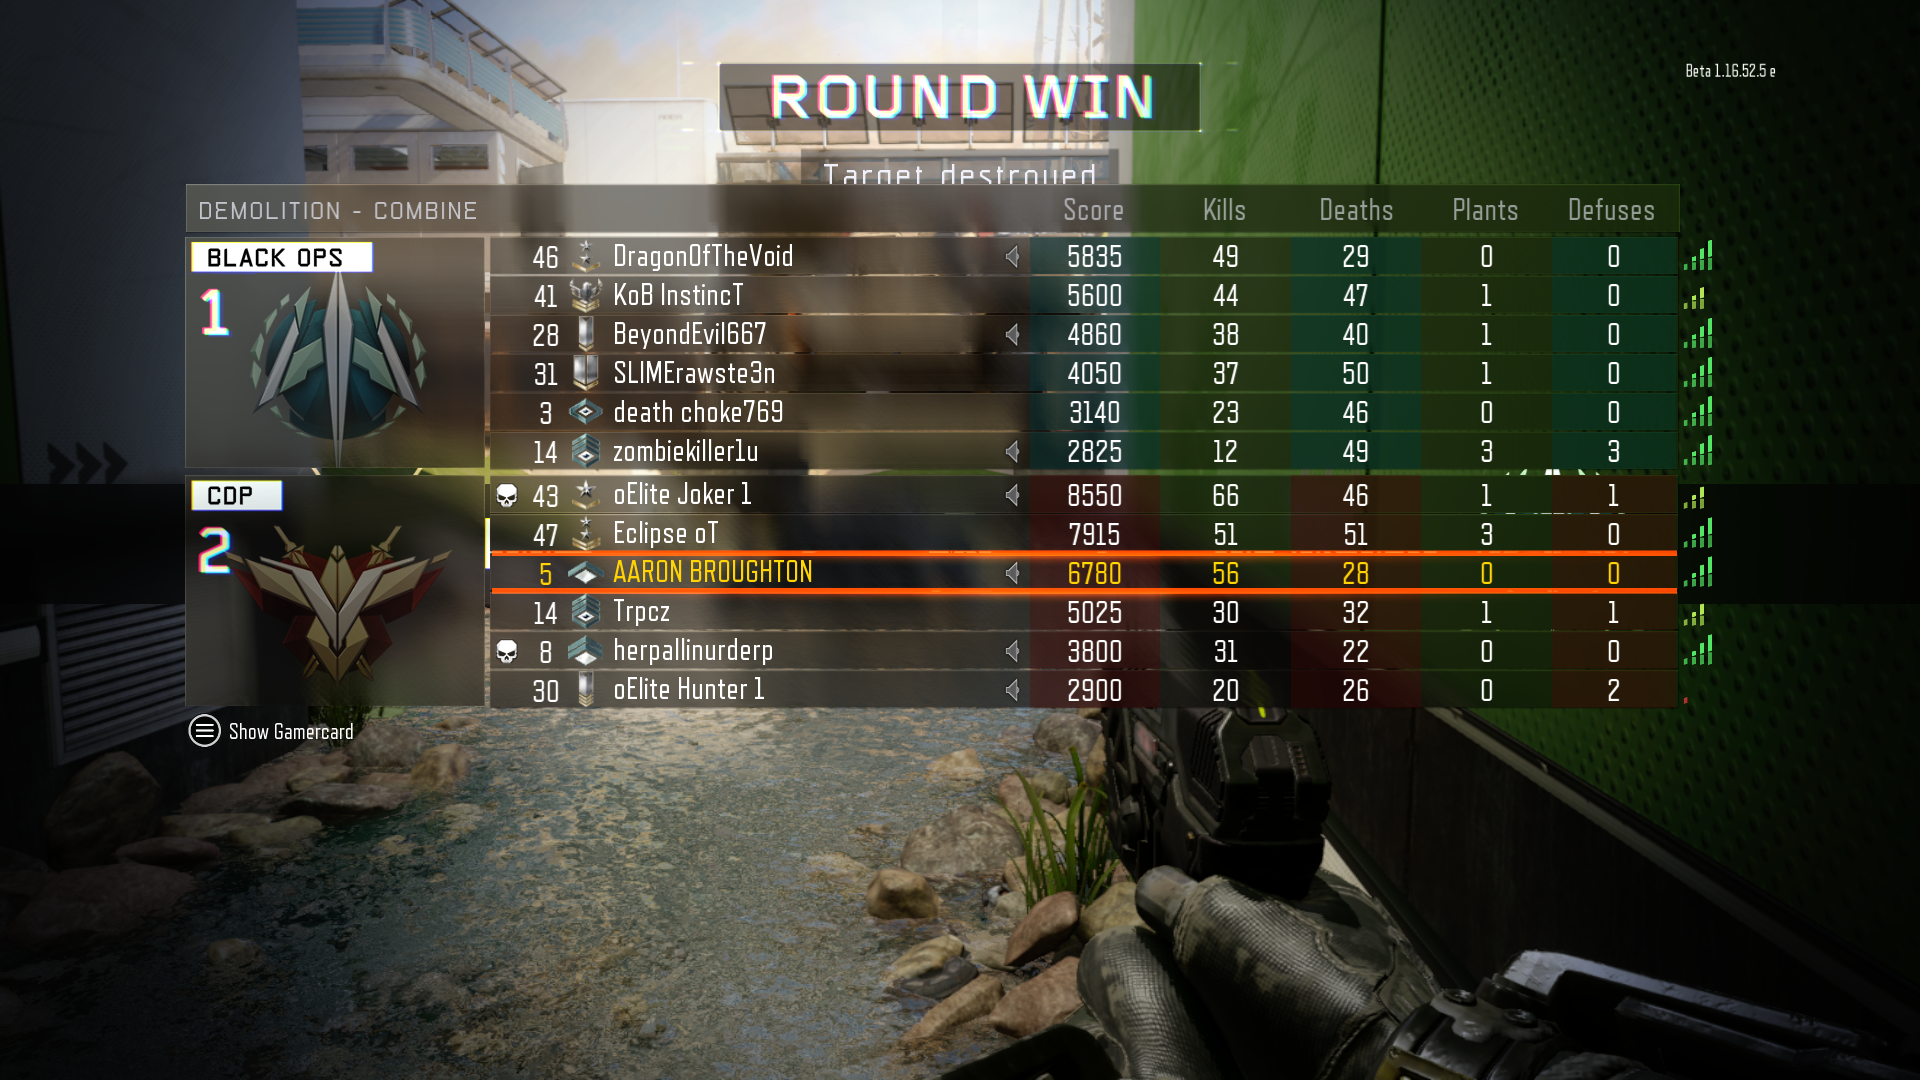 Beta 1.16.52.5 e
ROUND WIN
Target destroyed
DEMOLITION - COMBINE Score Kills Deaths Plants Defuses
BLACK OPS
1
46 DragonOfTheVoid 5835 49 29 0 0
41 KoB InstincT 5600 44 47 1 0
28 BeyondEvil667 4860 38 40 1 0
31 SLIMErawste3n 4050 37 50 1 0
3 death choke769 3140 23 46 0 0
14 zombiekiller1u 2825 12 49 3 3
CDP
2
43 oElite Joker 1 8550 66 46 1 1
47 Eclipse oT 7915 51 51 3 0
5 AARON BROUGHTON 6780 56 28 0 0
14 Trpcz 5025 30 32 1 1
8 herpallinurderp 3800 31 22 0 0
30 oElite Hunter 1 2900 20 26 0 2
Show Gamercard